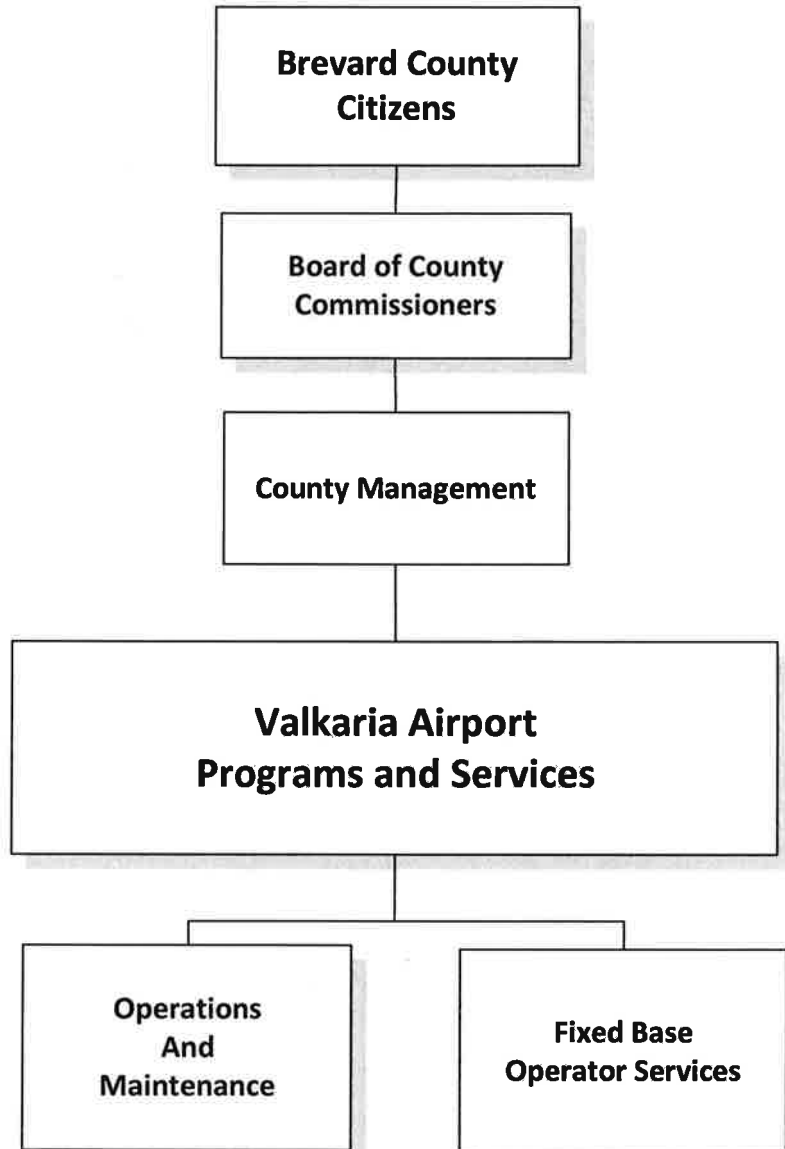 Brevard County
Citizens
Board of County
Commissioners
County Management
Valkaria Airport
Programs and Services
Operations
And
Maintenance
Fixed Base
Operator Services